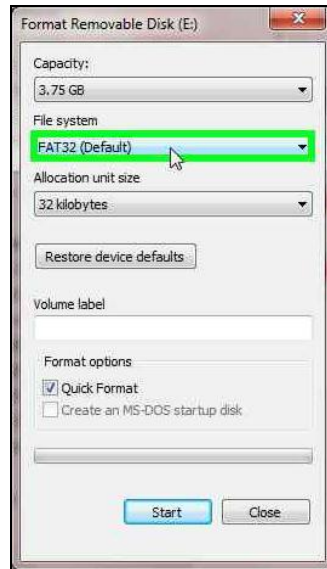 Format Removable Disk (E:)
Capacity:
3.75 GB
File system
FAT32 (Default)
Allocation unit size
32 kilobytes
Restore device defaults
Volume label
Format options
Quick Format
Create an MS-DOS startup disk
Start Close